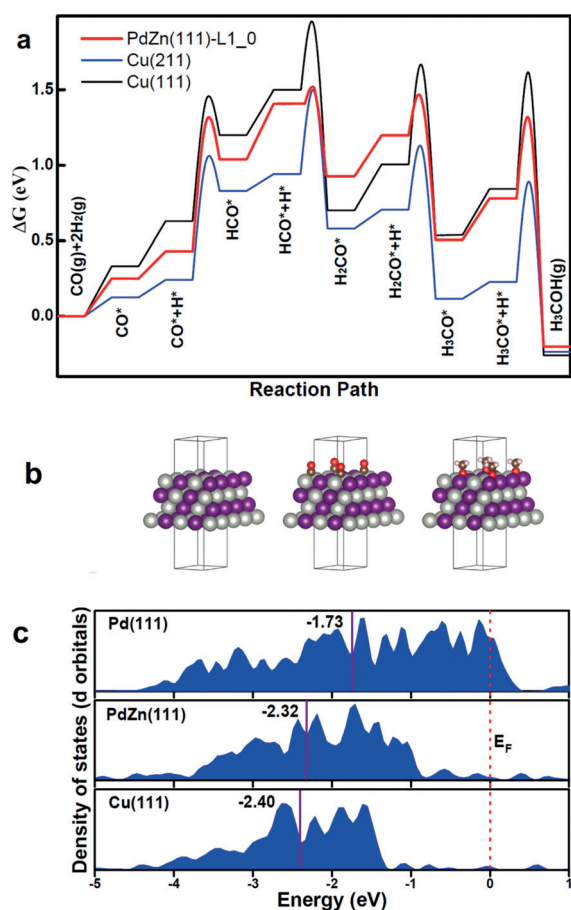 a
PdZn(111)-L1_0
Cu(211)
Cu(111)
ΔG (eV)
1.5
1.0
0.5
0.0
CO(g)+2H₂(g)
CO*
CO*+H*
HCO*
HCO*+H*
H₂CO*
H₂CO*+H*
H₃CO*
H₃CO*+H*
H₃COH(g)
Reaction Path
b
c
Density of states (d orbitals)
Pd(111)
-1.73
PdZn(111)
-2.32
E_F
Cu(111)
-2.40
-5 -4 -3 -2 -1 0 1
Energy (eV)